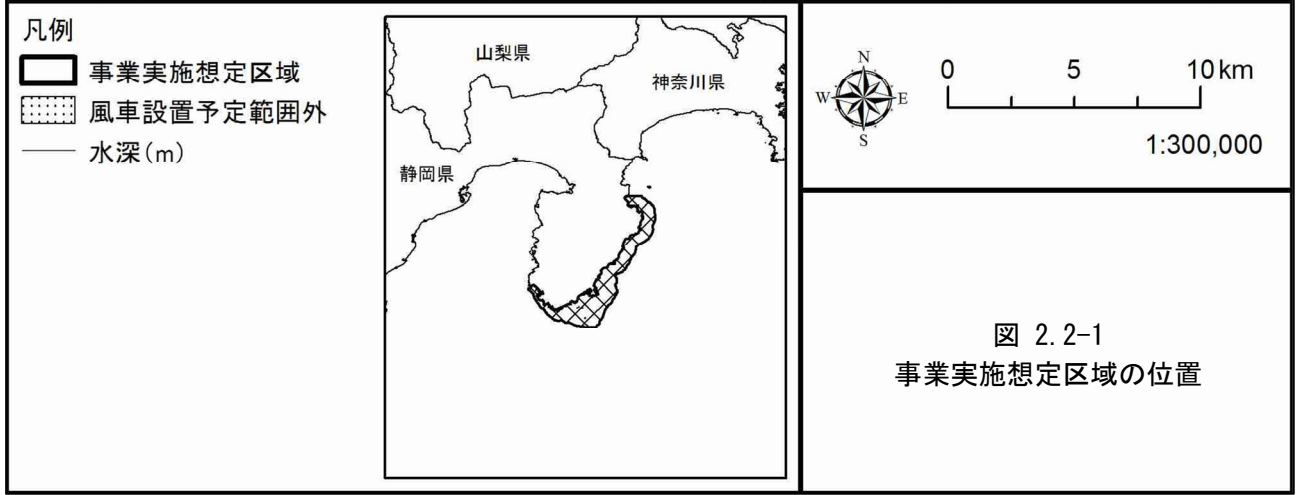 凡例
事業実施想定区域
風車設置予定範囲外
水深(m)
山梨県
神奈川県
静岡県
N
W E
S
0 5 10km
1:300,000
図 2.2-1
事業実施想定区域の位置